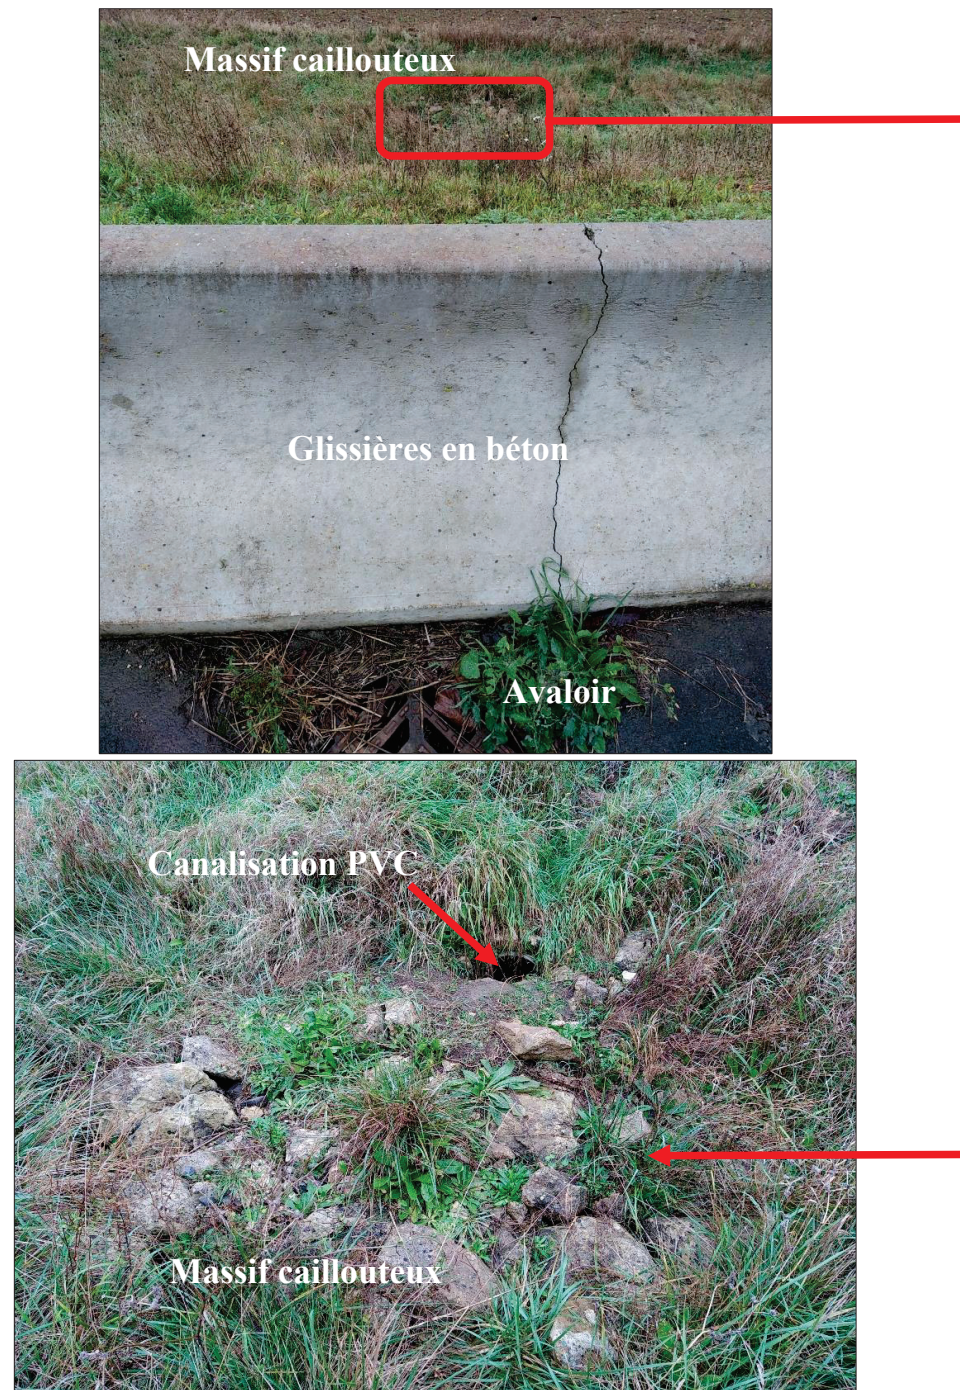 Massif caillouteux
Glissières en béton
Avaloir
Canalisation PVC
Massif caillouteux